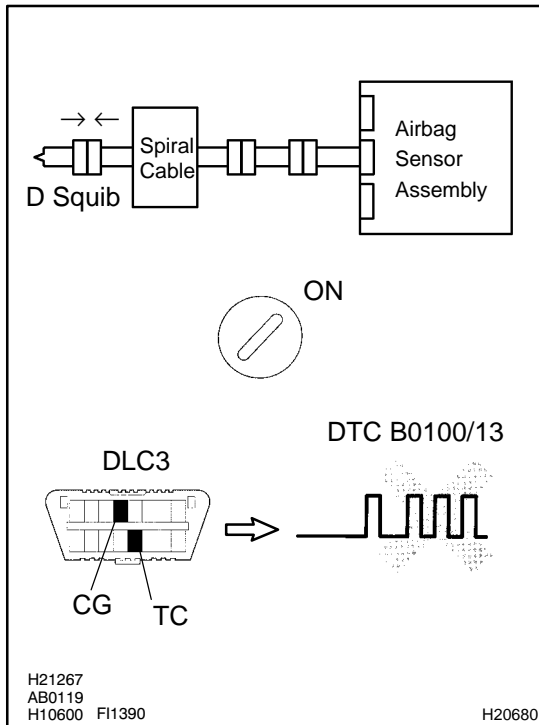 Spiral
Cable
D Squib
Airbag
Sensor
Assembly
ON
DTC B0100/13
DLC3
CG
TC
H21267
AB0119
H10600 FI1390
H20680